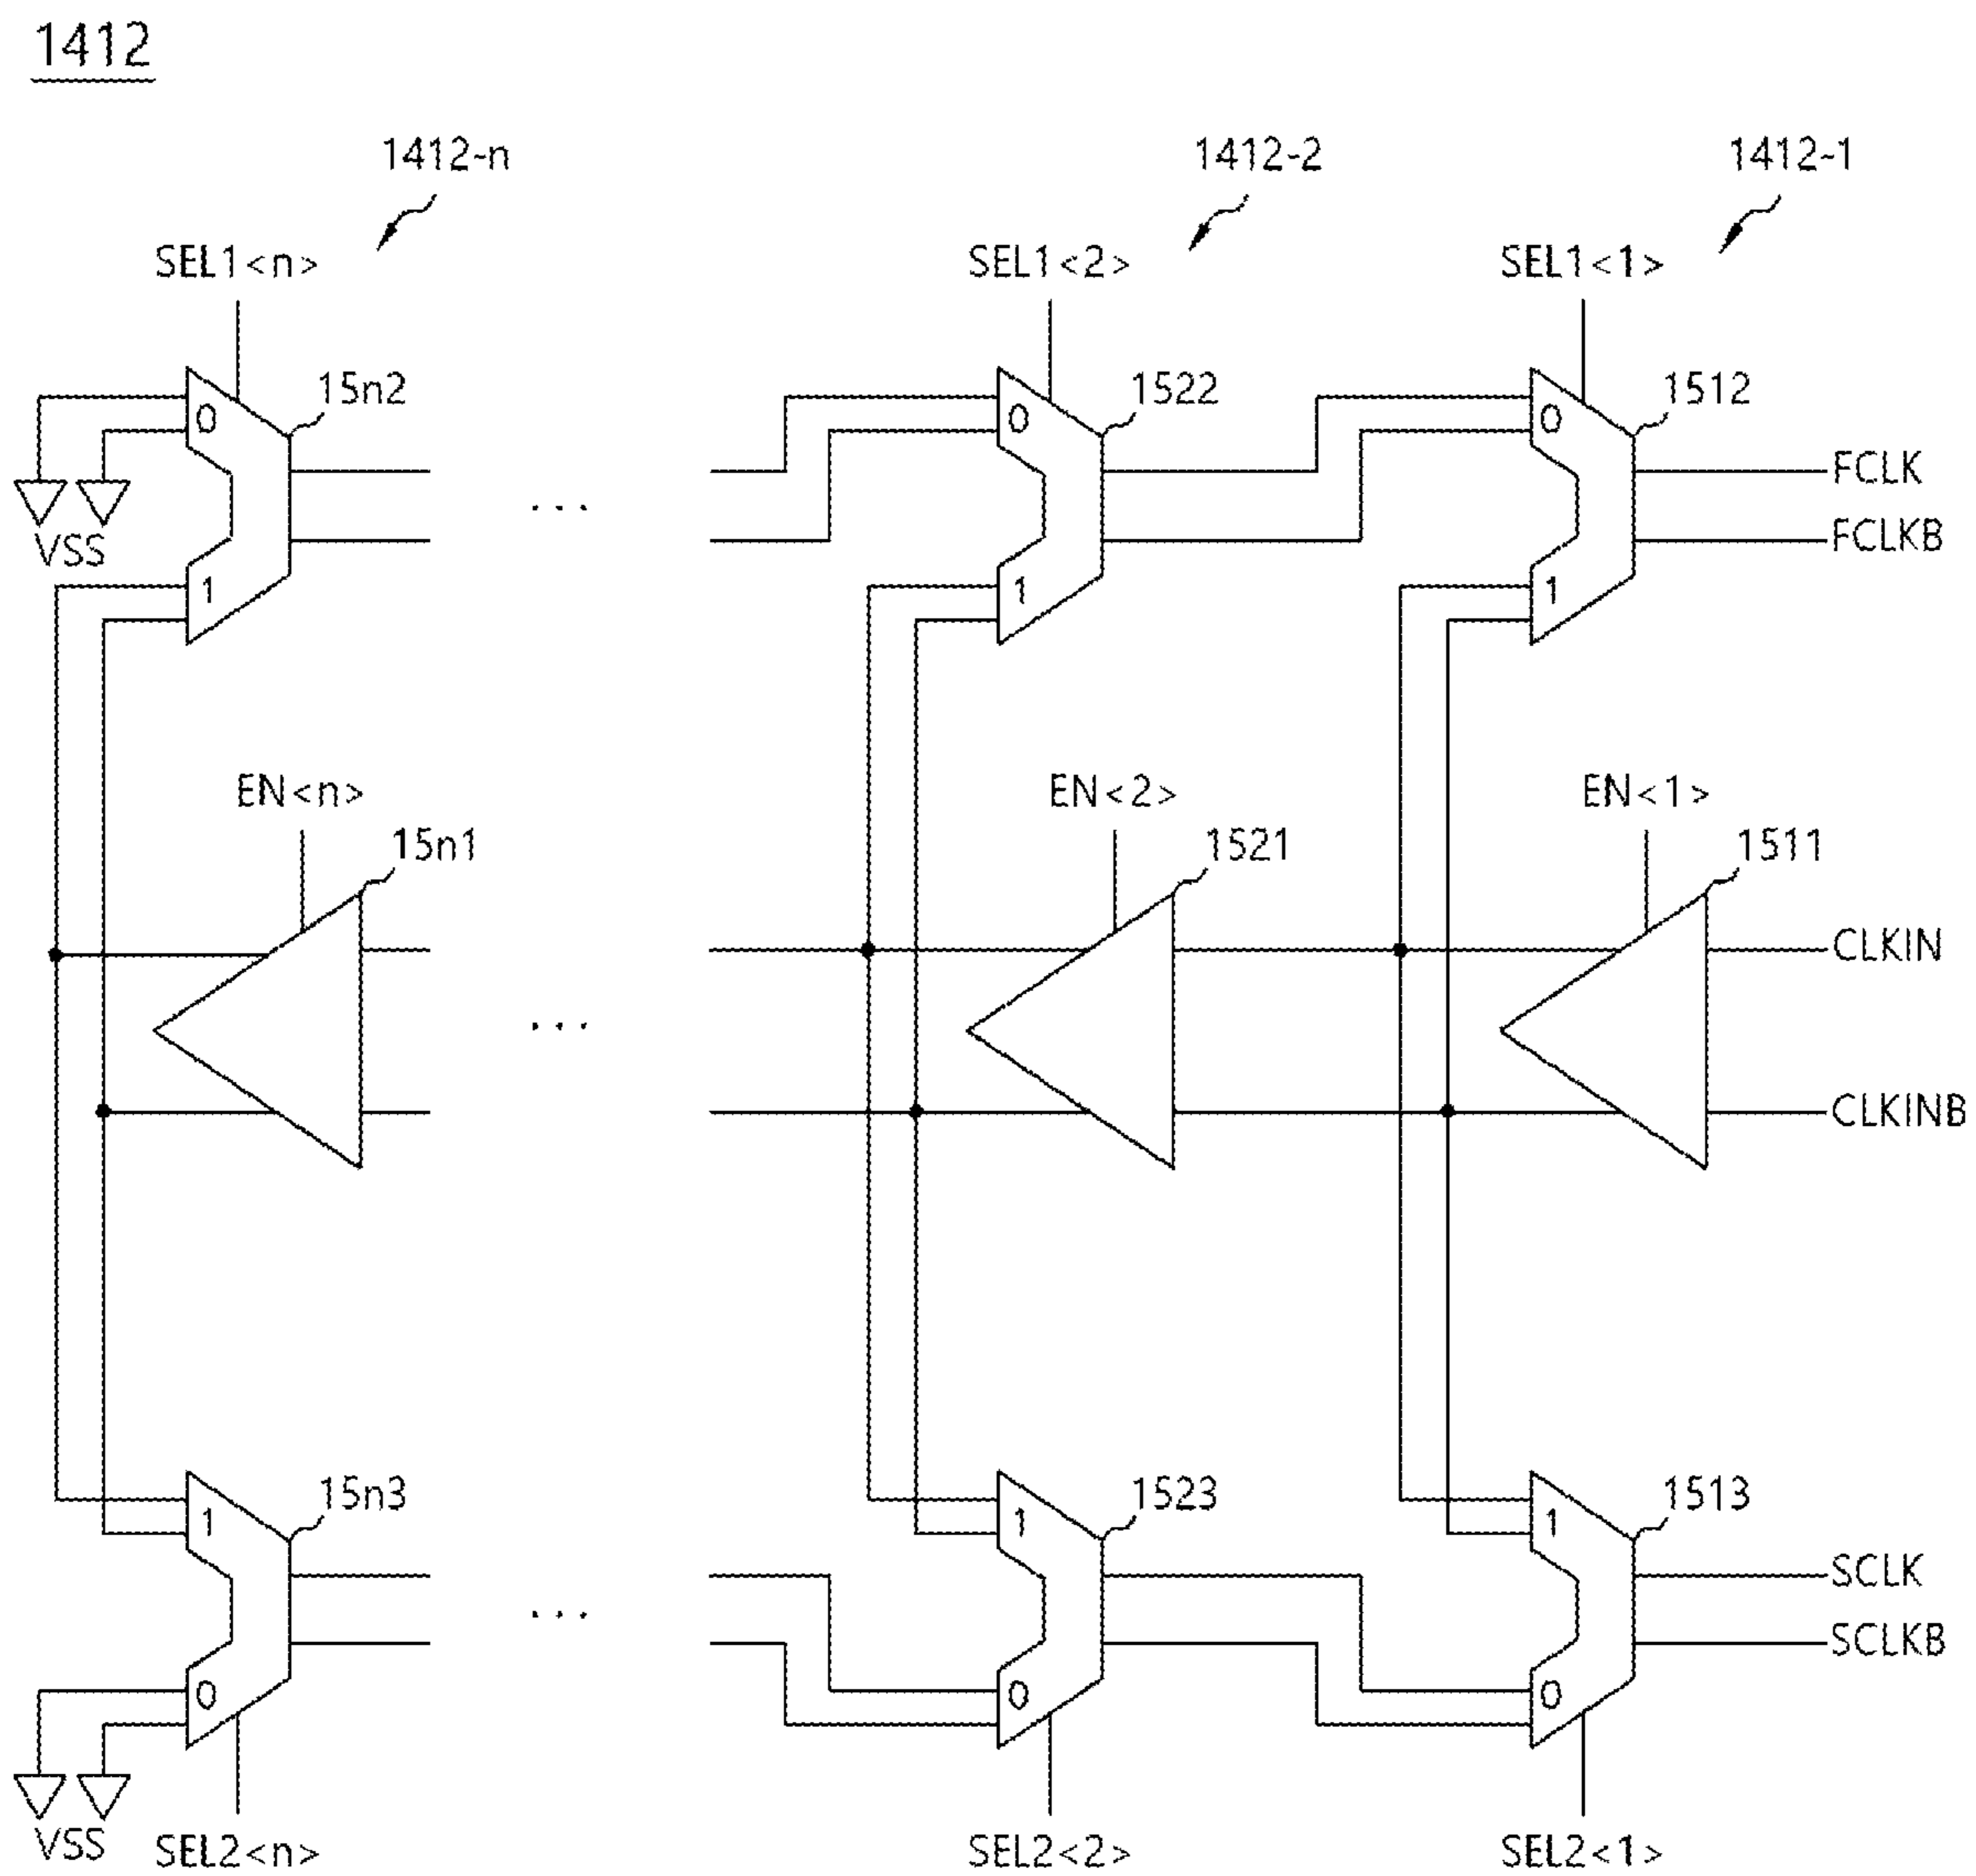 1412
1412-n
1412-2
1412-1
SEL1<n>
SEL1<2>
SEL1<1>
15n2
1522
1512
0
0
0
FCLK
...
VSS
FCLKB
1
1
1
EN<n>
EN<2>
EN<1>
15n1
1521
1511
CLKIN
...
CLKINB
15n3
1523
1513
1
1
1
SCLK
...
SCLKB
0
0
0
VSS
SEL2<n>
SEL2<2>
SEL2<1>